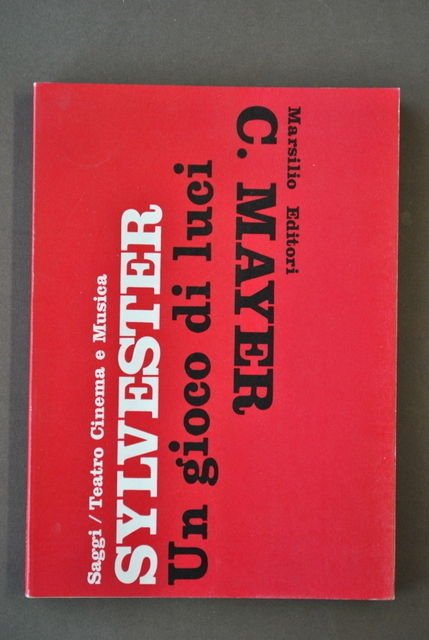 Saggi / Teatro Cinema e Musica
SYLVESTER
Un gioco di luci
C. MAYER
Marsilio Editori